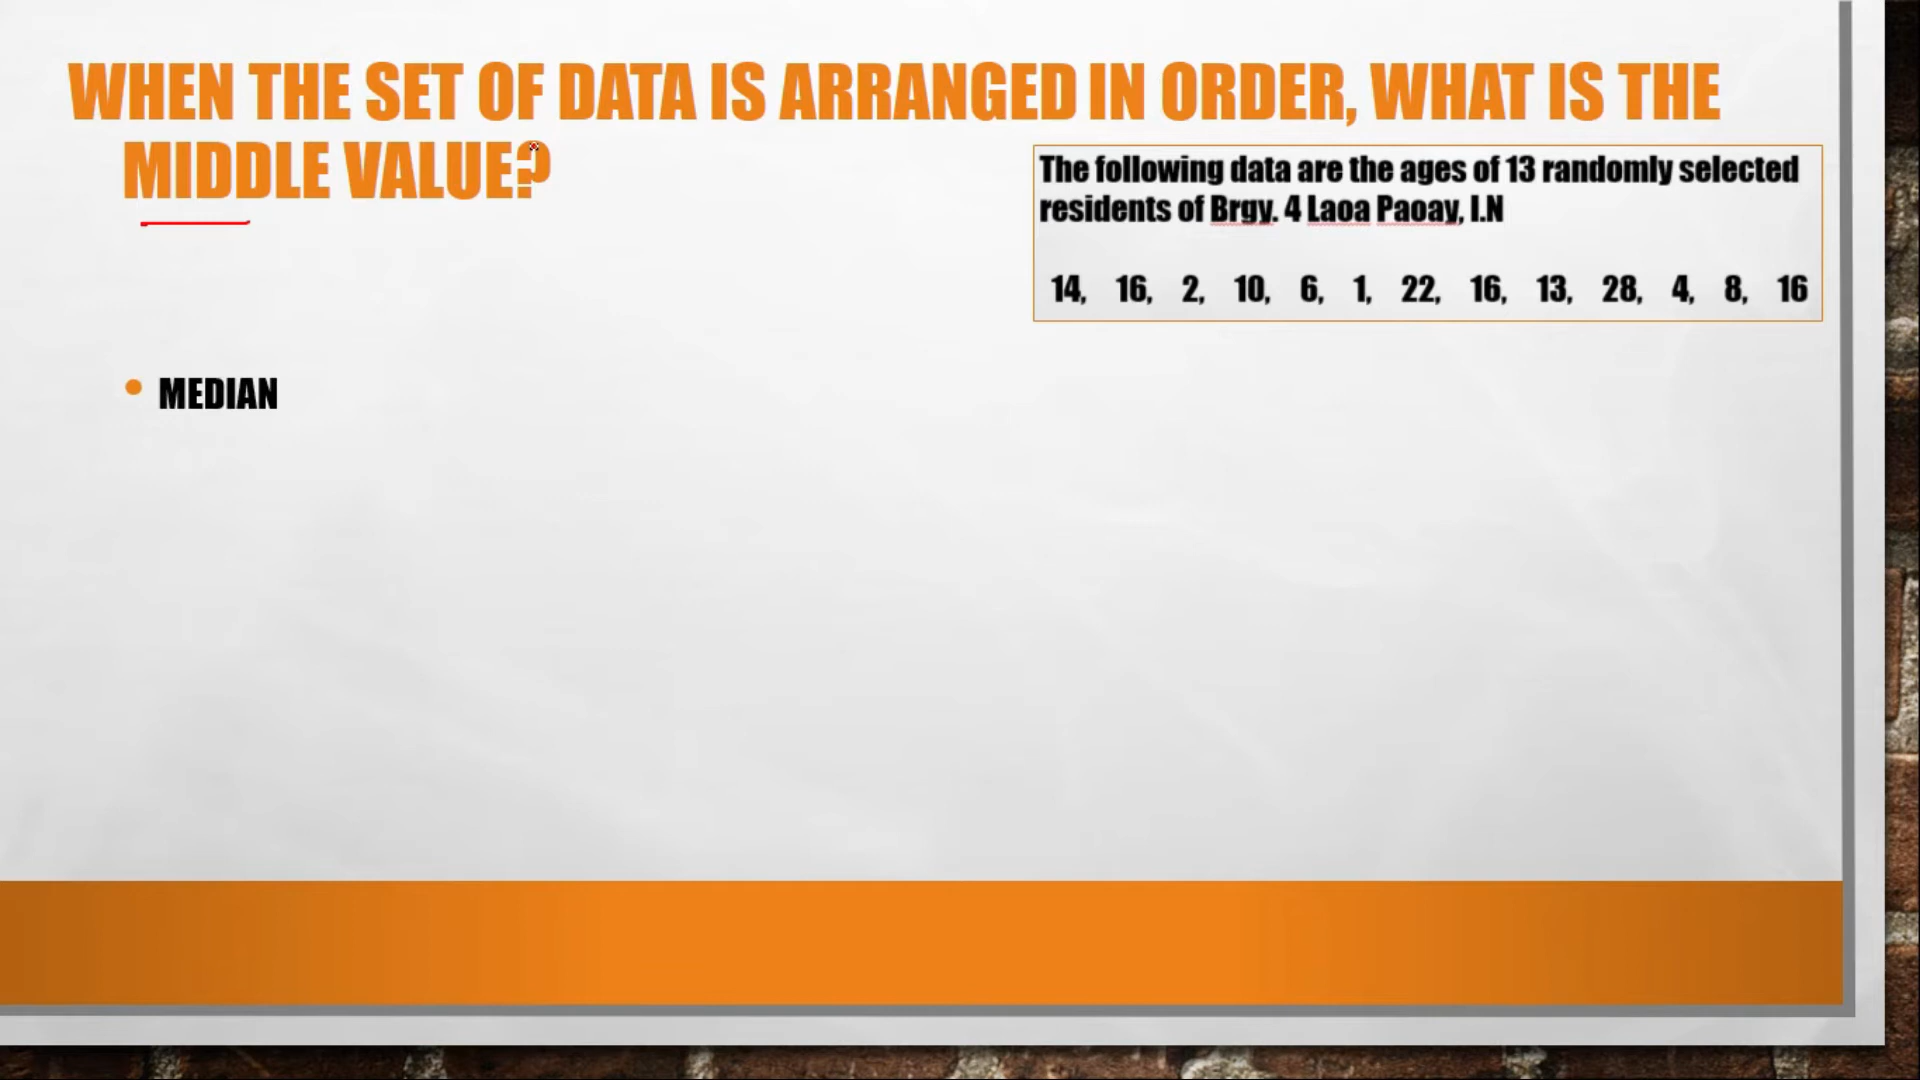 WHEN THE SET OF DATA IS ARRANGED IN ORDER, WHAT IS THE
MIDDLE VALUE?
The following data are the ages of 13 randomly selected
residents of Brgy. 4 Laoa Paoay, I.N
14, 16, 2, 10, 6, 1, 22, 16, 13, 28, 4, 8, 16
• MEDIAN